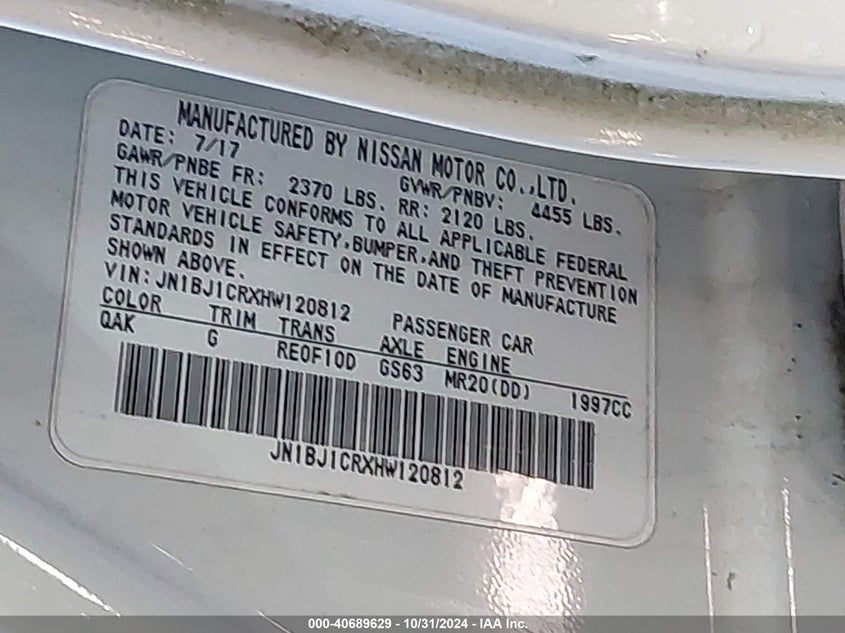 MANUFACTURED BY NISSAN MOTOR CO.,LTD.
DATE: 7/17 GVWR/PNBV: 4455 LBS.
GAWR/PNBE FR: 2370 LBS. RR: 2120 LBS.
THIS VEHICLE CONFORMS TO ALL APPLICABLE FEDERAL
MOTOR VEHICLE SAFETY,BUMPER,AND THEFT PREVENTION
STANDARDS IN EFFECT ON THE DATE OF MANUFACTURE
SHOWN ABOVE.
VIN:JN1BJ1CRXHW120812 PASSENGER CAR
COLOR TRIM TRANS AXLE ENGINE
QAK G RE0F10D GS63 MR20(DD) 1997CC
JN1BJ1CRXHW120812
000-40689629 - 10/31/2024 - IAA Inc.